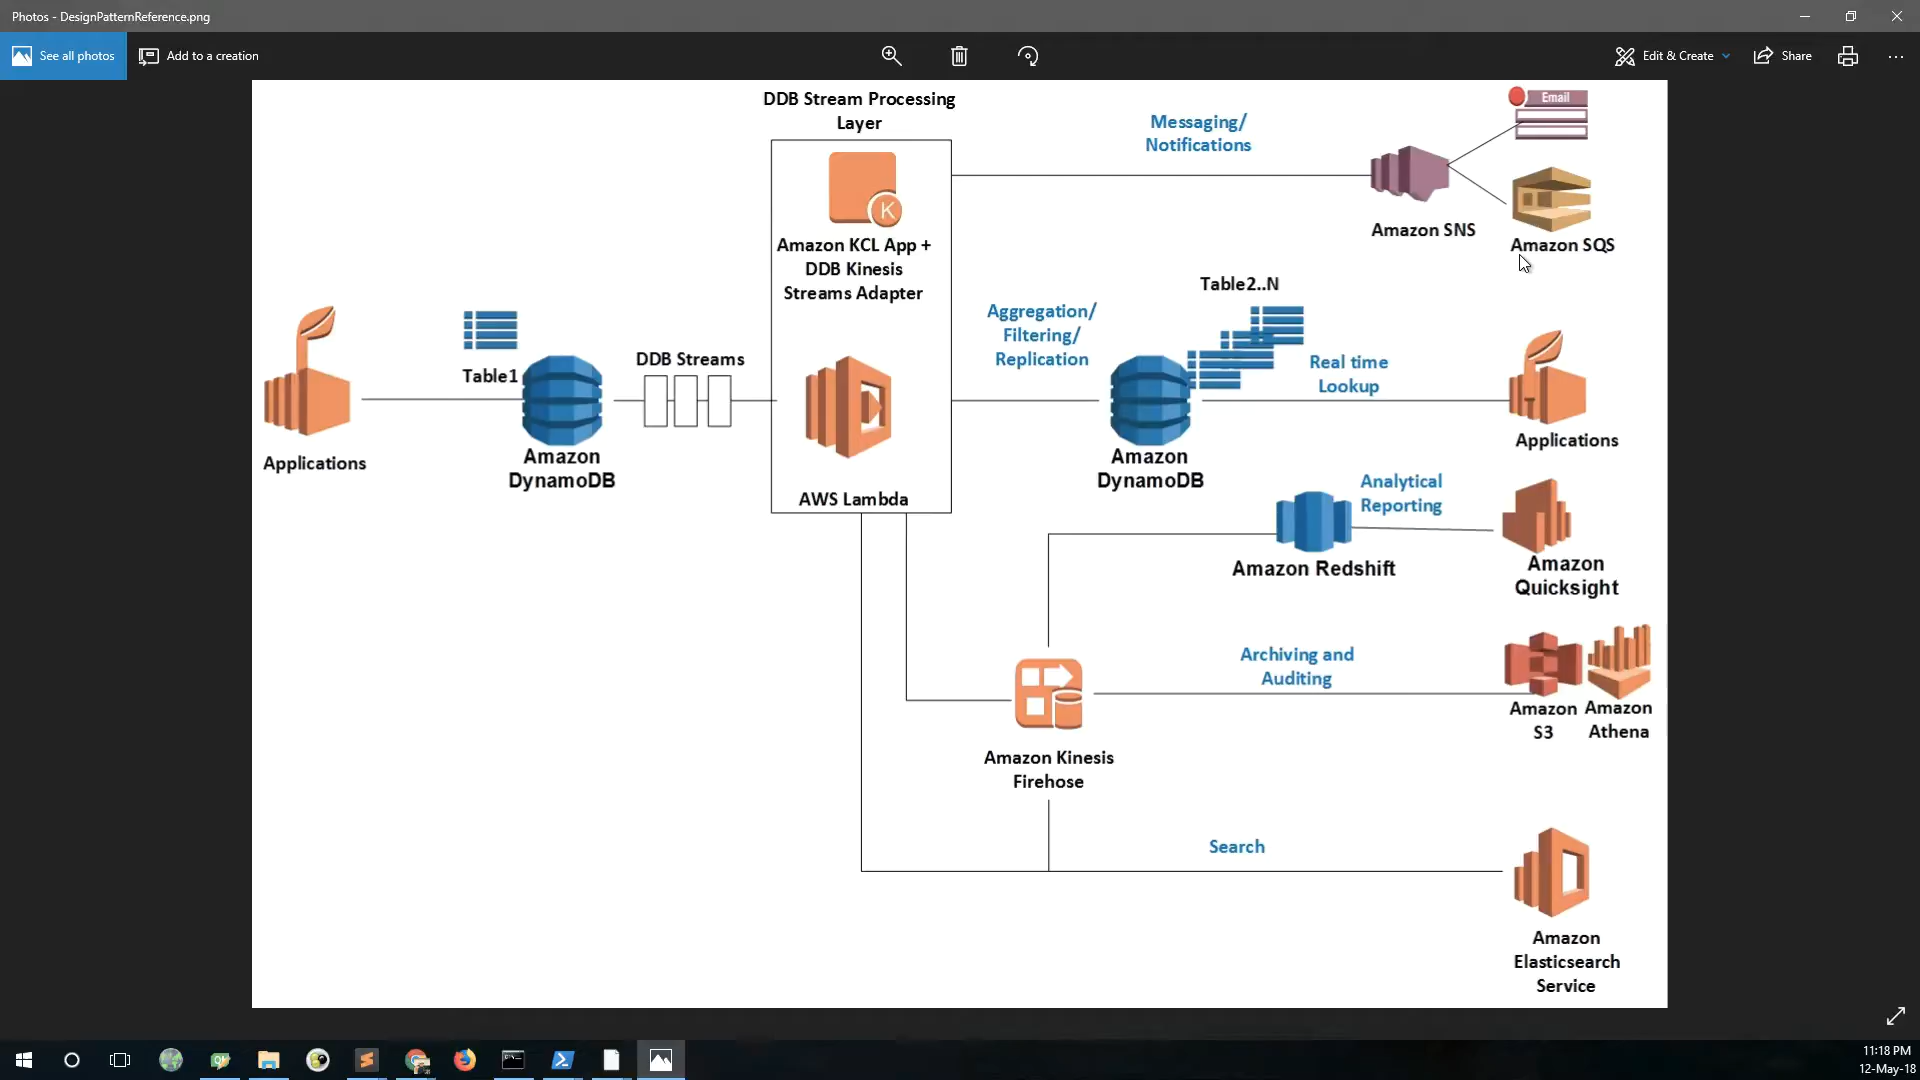 Photos - DesignPatternReference.png
See all photos
Add to a creation
Edit & Create
Share
DDB Stream Processing
Layer
Messaging/
Notifications
Email
Amazon SNS
Amazon SQS
K
Amazon KCL App +
DDB Kinesis
Streams Adapter
Table2..N
Aggregation/
Filtering/
Replication
Real time
Lookup
DDB Streams
Table1
Applications
Amazon
DynamoDB
AWS Lambda
Amazon
DynamoDB
Applications
Analytical
Reporting
Amazon Redshift
Amazon
Quicksight
Archiving and
Auditing
Amazon
S3
Amazon
Athena
Amazon Kinesis
Firehose
Search
Amazon
Elasticsearch
Service
11:18 PM
12-May-18